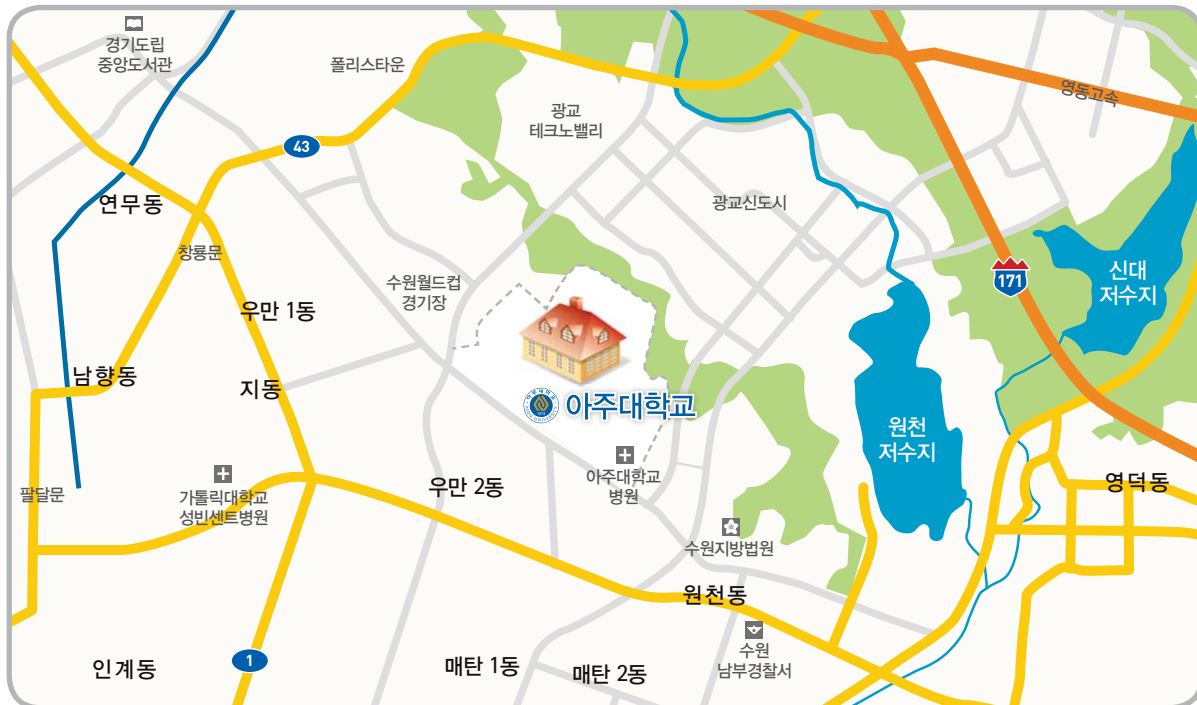 경기도립
중앙도서관
폴리스타운
광교
테크노밸리
영동고속
43
연무동
광교신도시
창룡문
수원월드컵
경기장
171
신대
저수지
우만 1동
남향동
지동
아주대학교
원천
저수지
팔달문
가톨릭대학교
성빈센트병원
우만 2동
아주대학교
병원
영덕동
수원지방법원
원천동
인계동
1
매탄 1동
매탄 2동
수원
남부경찰서